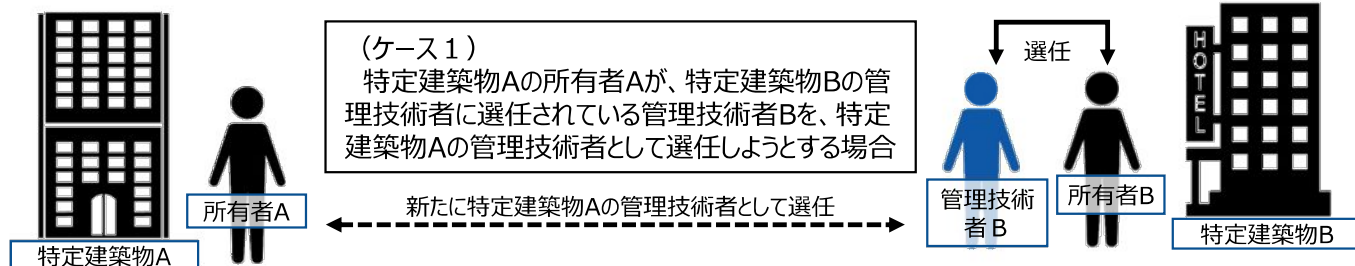 （ケース１）
特定建築物Aの所有者Aが、特定建築物Bの管
理技術者に選任されている管理技術者Bを、特定
建築物Aの管理技術者として選任しようとする場合
選任
HOTEL
所有者A
新たに特定建築物Aの管理技術者として選任
管理技術
者Ｂ
所有者B
特定建築物A
特定建築物B